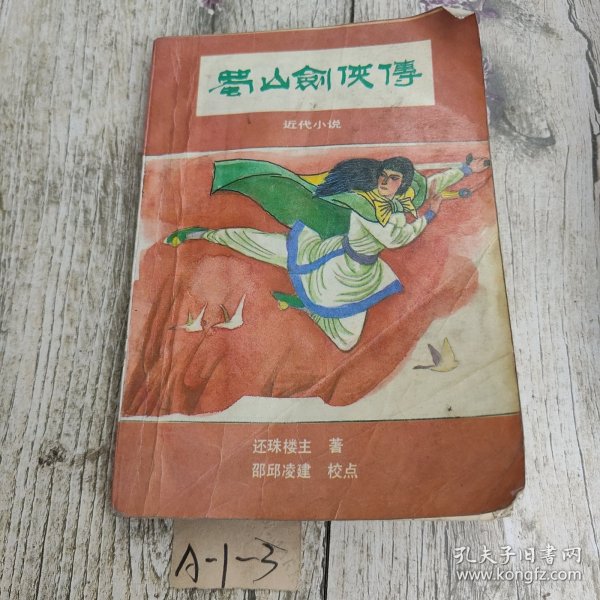 蜀山劍俠傳
近代小说
还珠楼主 著
邵邱凌建 校点
A-1-3
孔夫子旧书网
www.kongfz.com